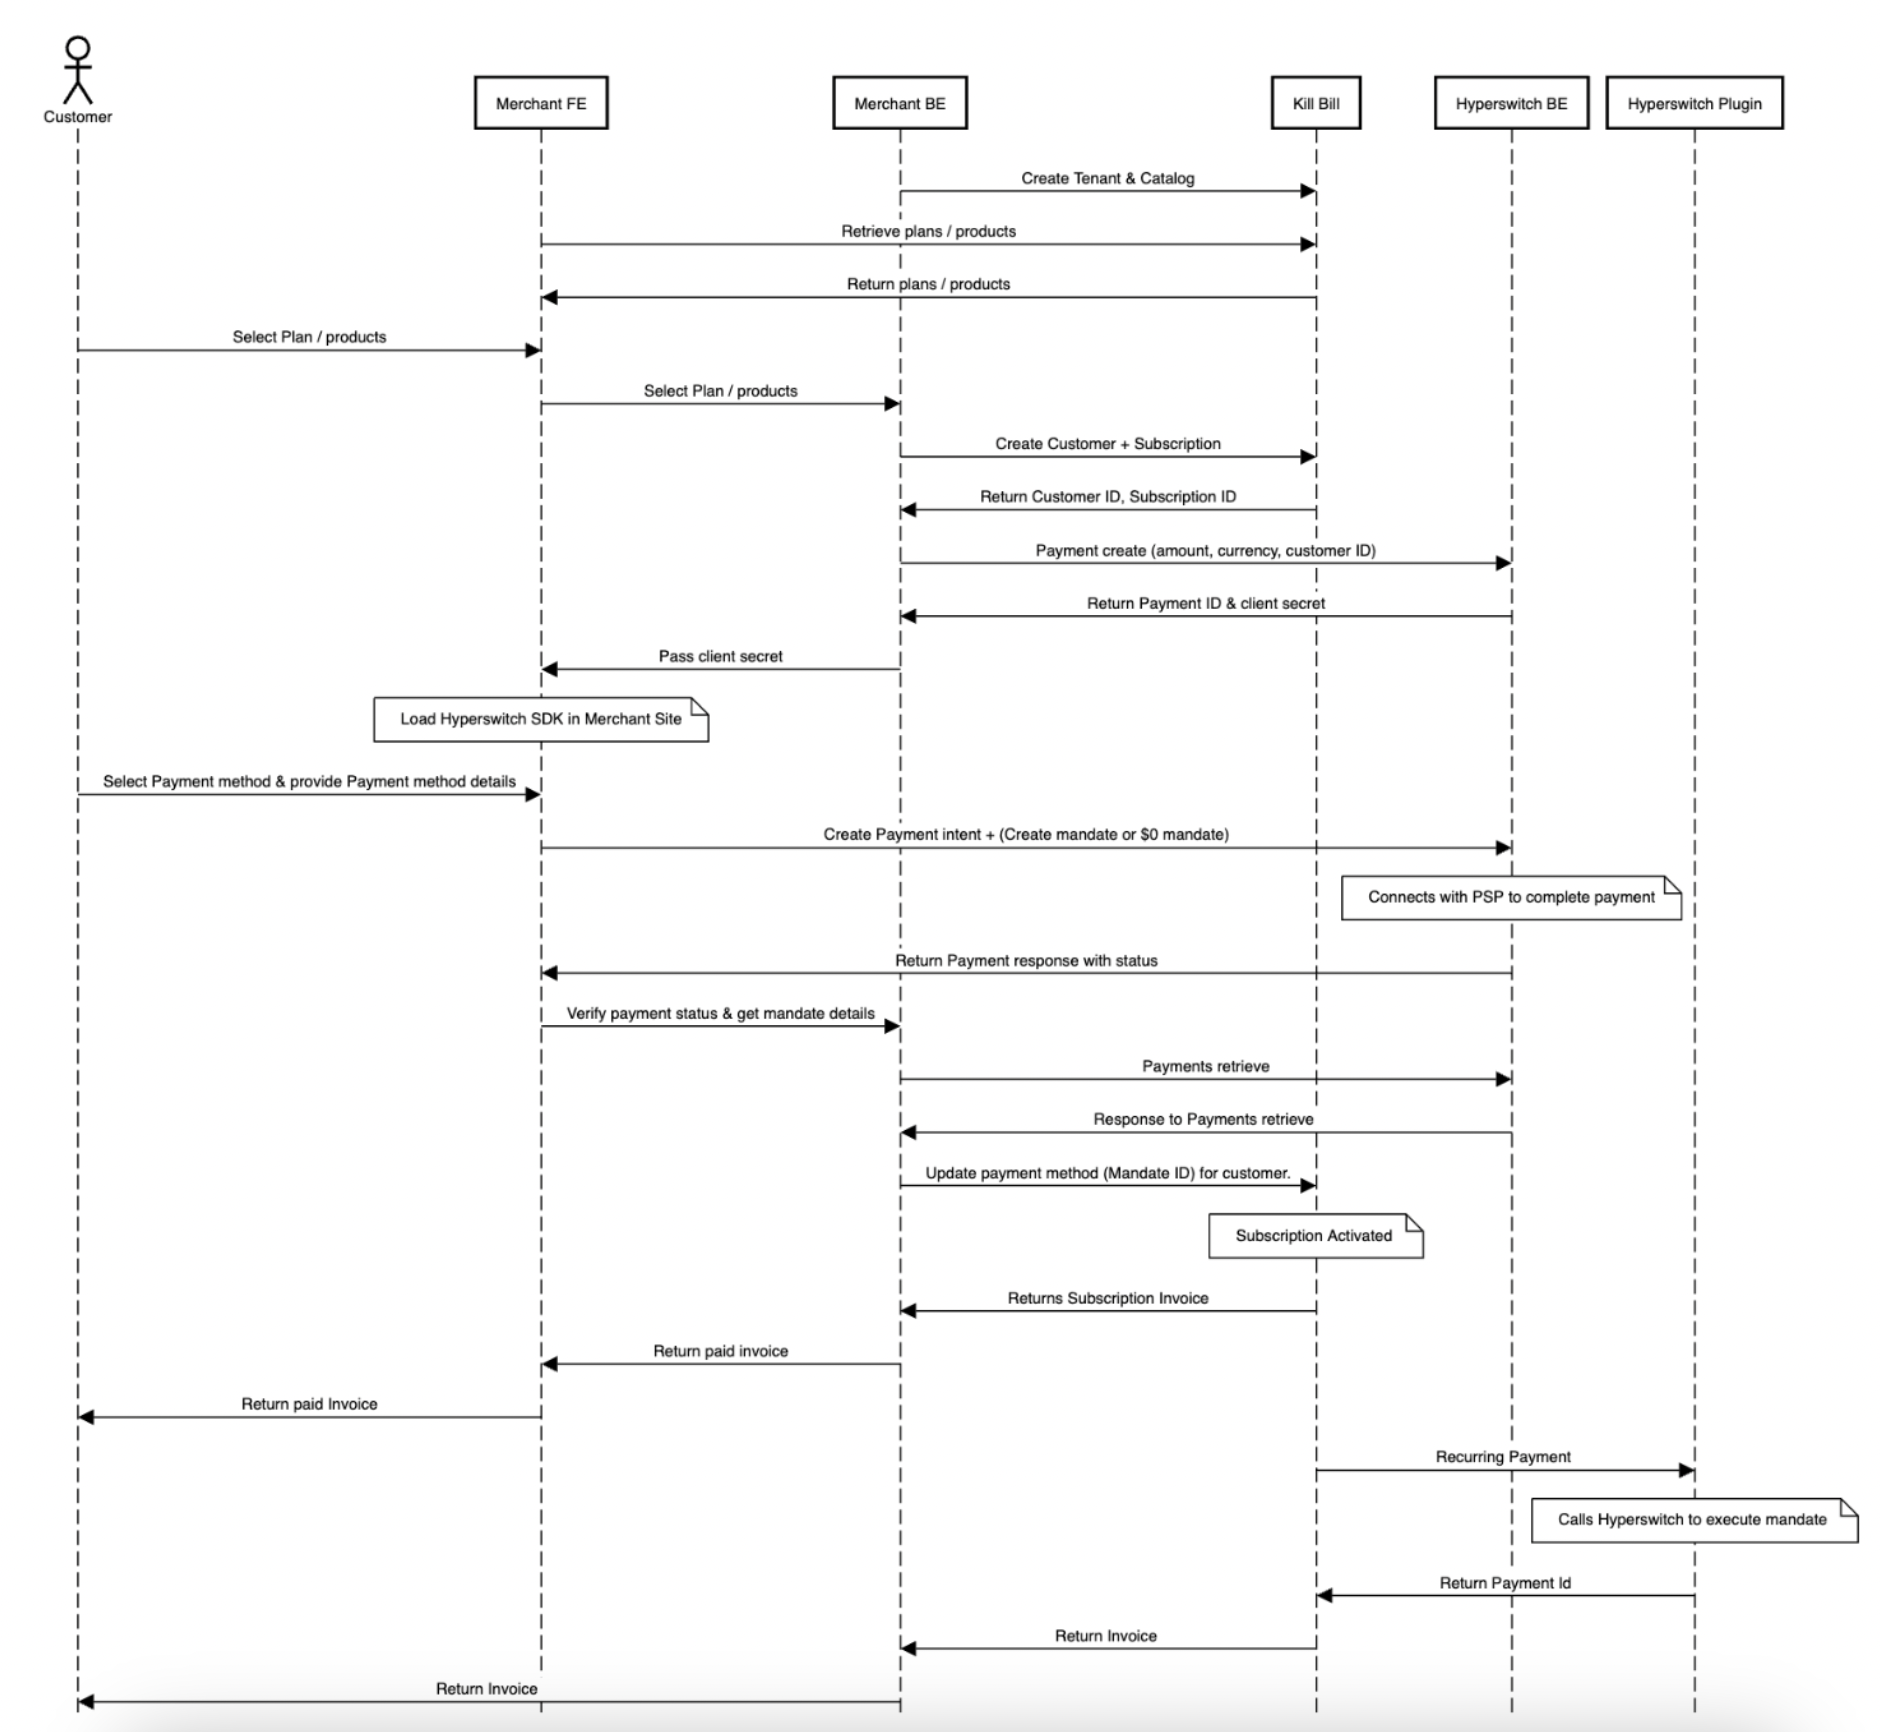 Customer
Merchant FE
Merchant BE
Kill Bill
Hyperswitch BE
Hyperswitch Plugin
Create Tenant & Catalog
Retrieve plans / products
Return plans / products
Select Plan / products
Select Plan / products
Create Customer + Subscription
Return Customer ID, Subscription ID
Payment create (amount, currency, customer ID)
Return Payment ID & client secret
Pass client secret
Load Hyperswitch SDK in Merchant Site
Select Payment method & provide Payment method details
Create Payment intent + (Create mandate or $0 mandate)
Connects with PSP to complete payment
Return Payment response with status
Verify payment status & get mandate details
Payments retrieve
Response to Payments retrieve
Update payment method (Mandate ID) for customer.
Subscription Activated
Returns Subscription Invoice
Return paid invoice
Return paid Invoice
Recurring Payment
Calls Hyperswitch to execute mandate
Return Payment Id
Return Invoice
Return Invoice